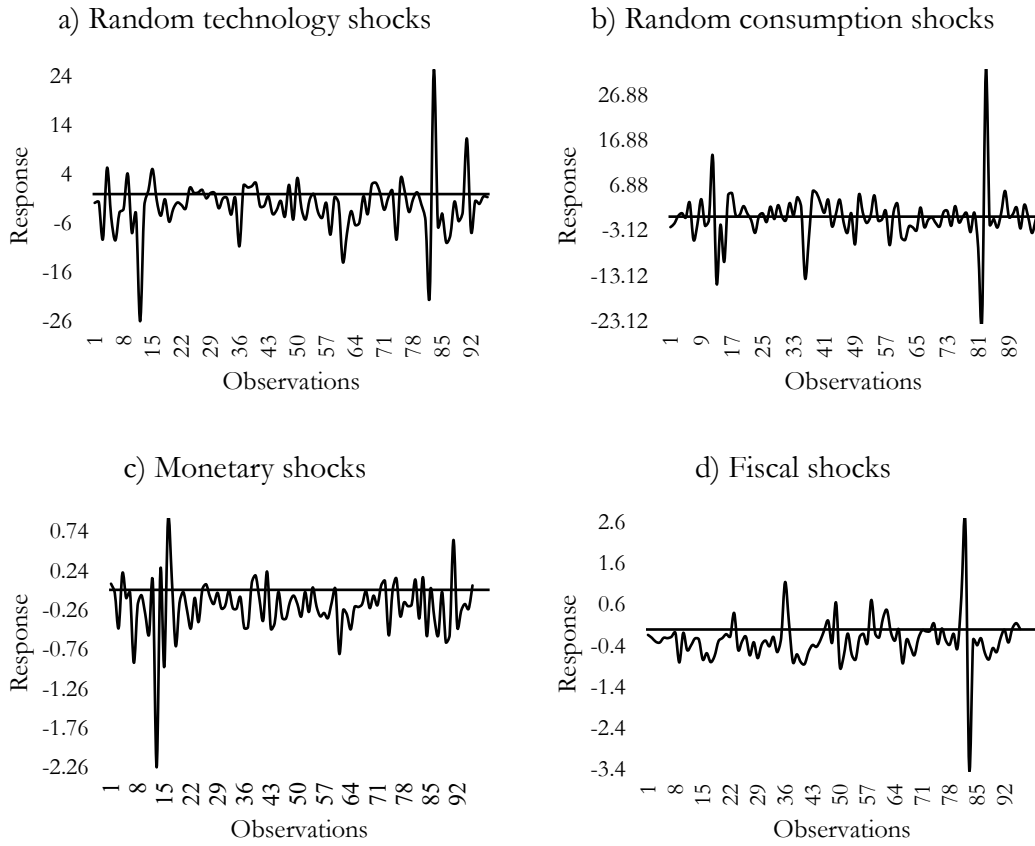 a) Random technology shocks
24
14
4
-6
-16
-26
Response
1 8 15 22 29 36 43 50 57 64 71 78 85 92
Observations
b) Random consumption shocks
26.88
16.88
6.88
-3.12
-13.12
-23.12
Response
1 9 17 25 33 41 49 57 65 73 81 89
Observations
c) Monetary shocks
0.74
0.24
-0.26
-0.76
-1.26
-1.76
-2.26
Response
1 8 15 22 29 36 43 50 57 64 71 78 85 92
Observations
d) Fiscal shocks
2.6
1.6
0.6
-0.4
-1.4
-2.4
-3.4
Response
1 8 15 22 29 36 43 50 57 64 71 78 85 92
Observations